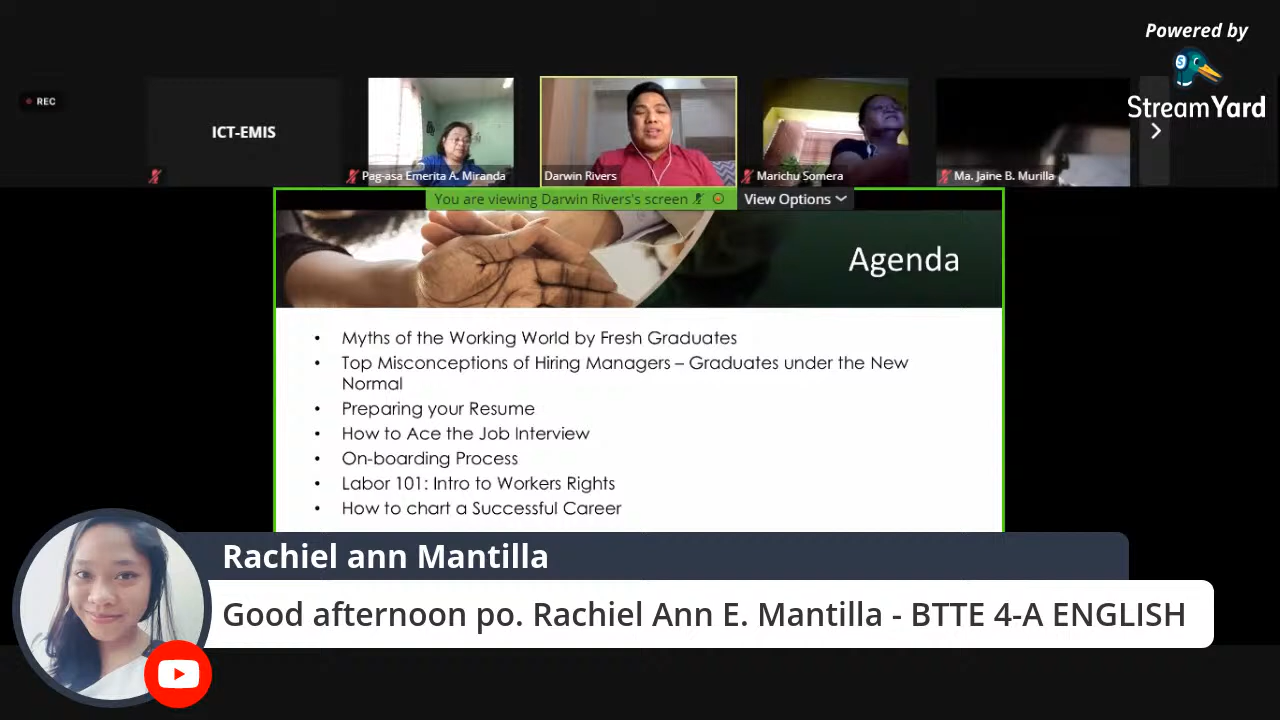 Powered by
StreamYard
REC
ICT-EMIS
Pag-asa Emerita A. Miranda
Darwin Rivers
Marichu Somera
Ma. Jaine B. Murilla
You are viewing Darwin Rivers's screen
View Options
Agenda
• Myths of the Working World by Fresh Graduates
• Top Misconceptions of Hiring Managers – Graduates under the New
Normal
• Preparing your Resume
• How to Ace the Job Interview
• On-boarding Process
• Labor 101: Intro to Workers Rights
• How to chart a Successful Career
Rachiel ann Mantilla
Good afternoon po. Rachiel Ann E. Mantilla - BTTE 4-A ENGLISH